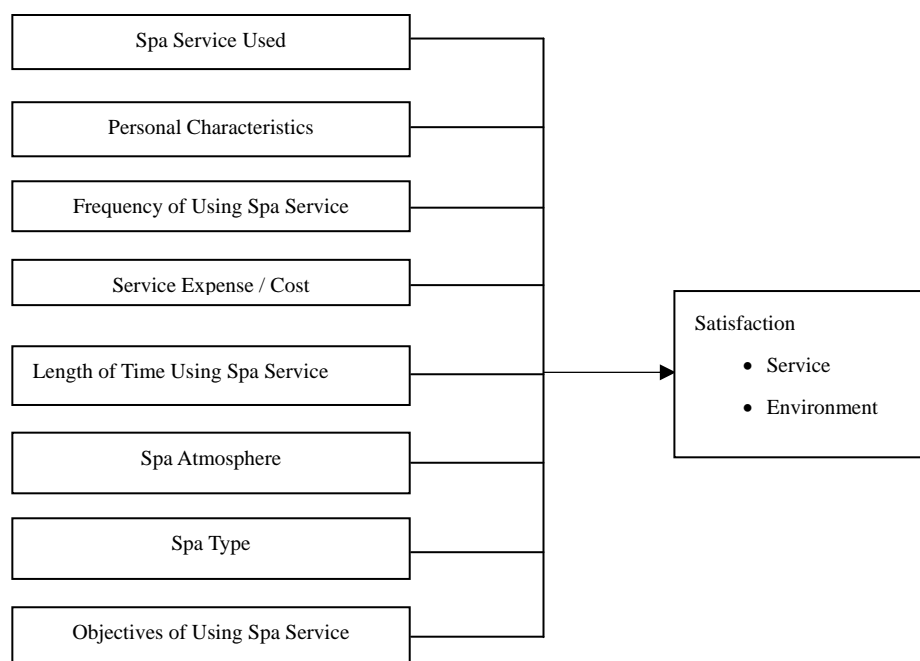 Spa Service Used
Personal Characteristics
Frequency of Using Spa Service
Service Expense / Cost
Length of Time Using Spa Service
Spa Atmosphere
Spa Type
Objectives of Using Spa Service
Satisfaction
• Service
• Environment